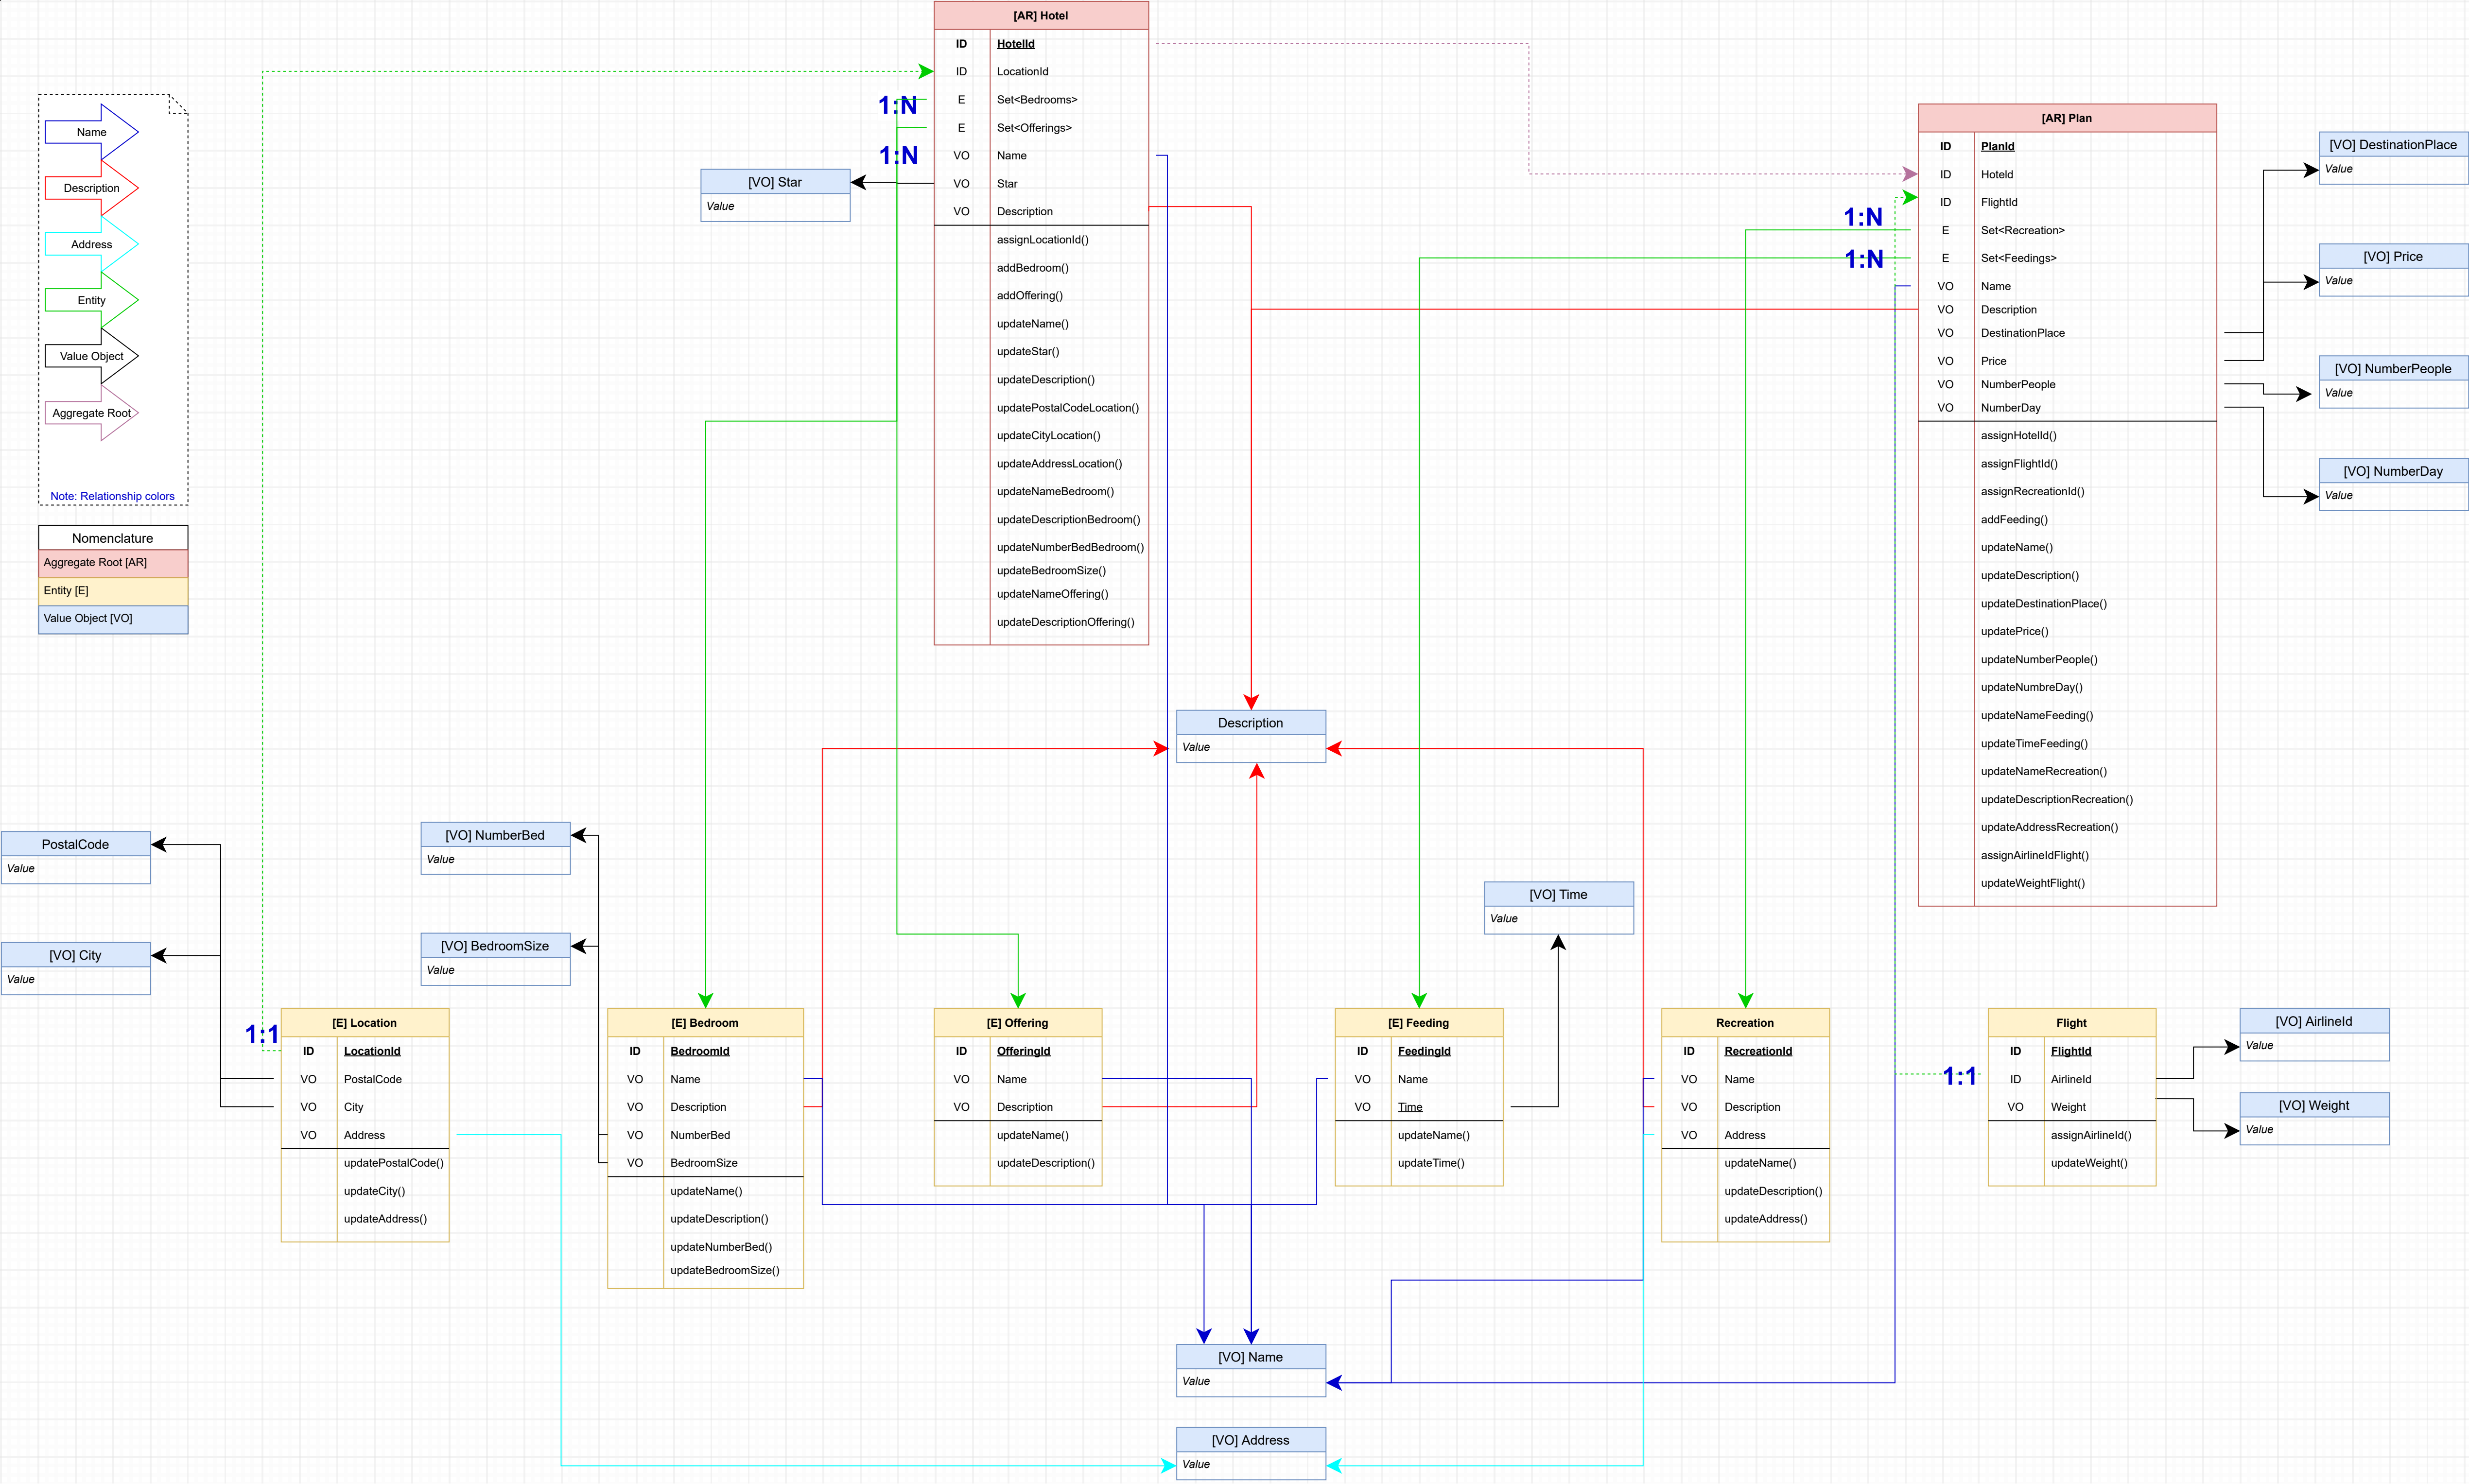 [AR] Hotel
ID HotelId
ID LocationId
E Set<Bedrooms>
E Set<Offerings>
VO Name
VO Star
VO Description
assignLocationId()
addBedroom()
addOffering()
updateName()
updateStar()
updateDescription()
updatePostalCodeLocation()
updateCityLocation()
updateAddressLocation()
updateNameBedroom()
updateDescriptionBedroom()
updateNumberBedBedroom()
updateBedroomSize()
updateNameOffering()
updateDescriptionOffering()
1:N
1:N
[VO] Star
Value
Name
Description
Address
Entity
Value Object
Aggregate Root
Note: Relationship colors
Nomenclature
Aggregate Root [AR]
Entity [E]
Value Object [VO]
[AR] Plan
ID PlanId
ID HoteId
ID FlightId
E Set<Recreation>
E Set<Feedings>
VO Name
VO Description
VO DestinationPlace
VO Price
VO NumberPeople
VO NumberDay
assignHotelId()
assignFlightId()
assignRecreationId()
addFeeding()
updateName()
updateDescription()
updateDestinationPlace()
updatePrice()
updateNumberPeople()
updateNumbreDay()
updateNameFeeding()
updateTimeFeeding()
updateNameRecreation()
updateDescriptionRecreation()
updateAddressRecreation()
assignAirlineIdFlight()
updateWeightFlight()
1:N
1:N
[VO] DestinationPlace
Value
[VO] Price
Value
[VO] NumberPeople
Value
[VO] NumberDay
Value
Description
Value
PostalCode
Value
[VO] City
Value
[VO] NumberBed
Value
[VO] BedroomSize
Value
[VO] Time
Value
1:1
[E] Location
ID LocationId
VO PostalCode
VO City
VO Address
updatePostalCode()
updateCity()
updateAddress()
[E] Bedroom
ID BedroomId
VO Name
VO Description
VO NumberBed
VO BedroomSize
updateName()
updateDescription()
updateNumberBed()
updateBedroomSize()
[E] Offering
ID OfferingId
VO Name
VO Description
updateName()
updateDescription()
[E] Feeding
ID FeedingId
VO Name
VO Time
updateName()
updateTime()
Recreation
ID RecreationId
VO Name
VO Description
VO Address
updateName()
updateDescription()
updateAddress()
1:1
Flight
ID FlightId
ID AirlineId
VO Weight
assignAirlineId()
updateWeight()
[VO] AirlineId
Value
[VO] Weight
Value
[VO] Name
Value
[VO] Address
Value